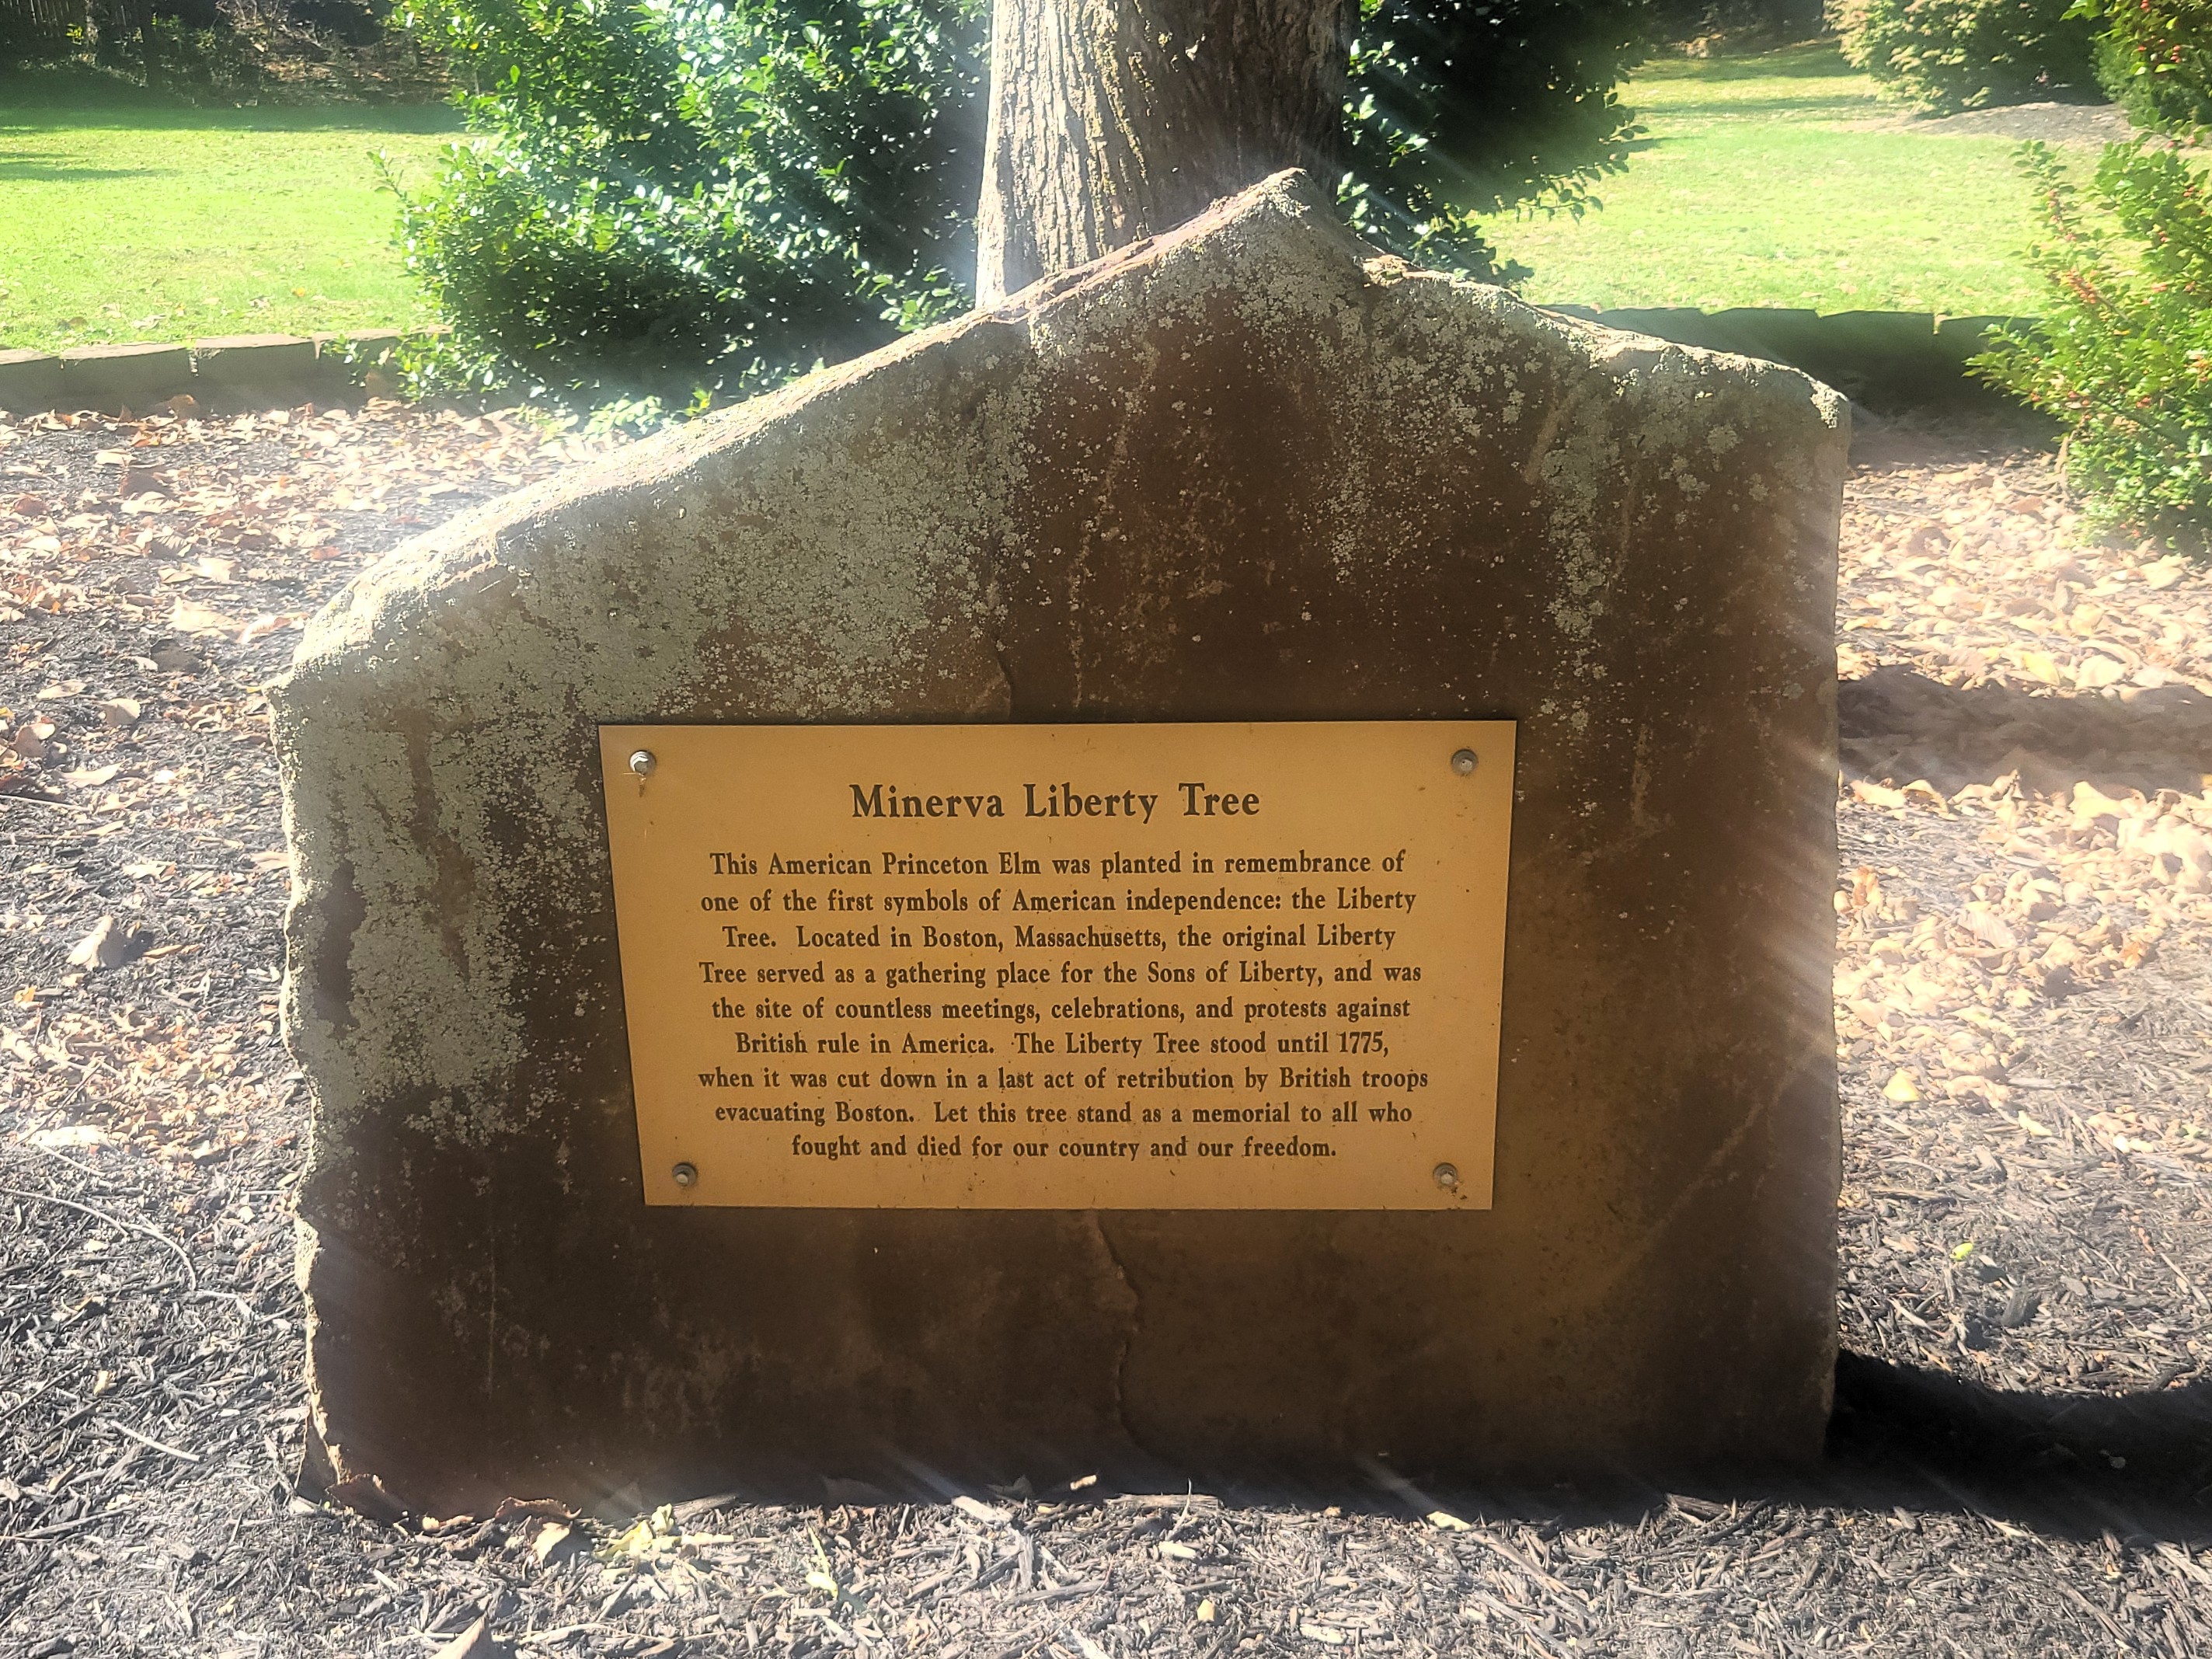 Minerva Liberty Tree
This American Princeton Elm was planted in remembrance of
one of the first symbols of American independence: the Liberty
Tree. Located in Boston, Massachusetts, the original Liberty
Tree served as a gathering place for the Sons of Liberty, and was
the site of countless meetings, celebrations, and protests against
British rule in America. The Liberty Tree stood until 1775,
when it was cut down in a last act of retribution by British troops
evacuating Boston. Let this tree stand as a memorial to all who
fought and died for our country and our freedom.